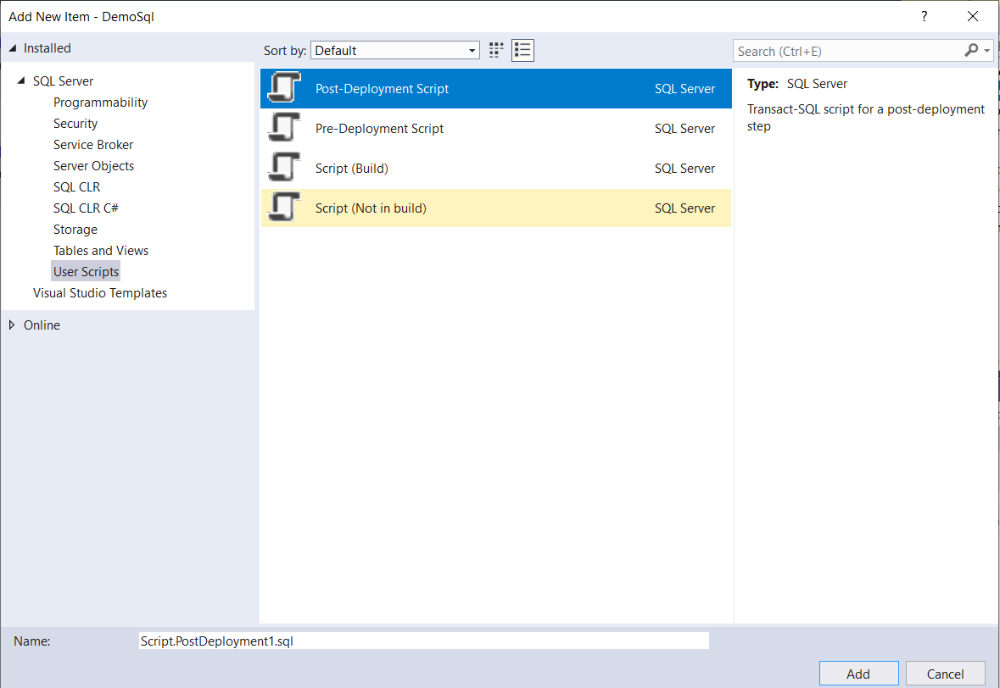 Add New Item - DemoSql
?
Installed
Sort by: Default
Search (Ctrl+E)
SQL Server
Programmability
Security
Service Broker
Server Objects
SQL CLR
SQL CLR C#
Storage
Tables and Views
User Scripts
Visual Studio Templates
Online
Post-Deployment Script SQL Server
Pre-Deployment Script SQL Server
Script (Build) SQL Server
Script (Not in build) SQL Server
Type: SQL Server
Transact-SQL script for a post-deployment
step
Name: Script.PostDeployment1.sql
Add Cancel